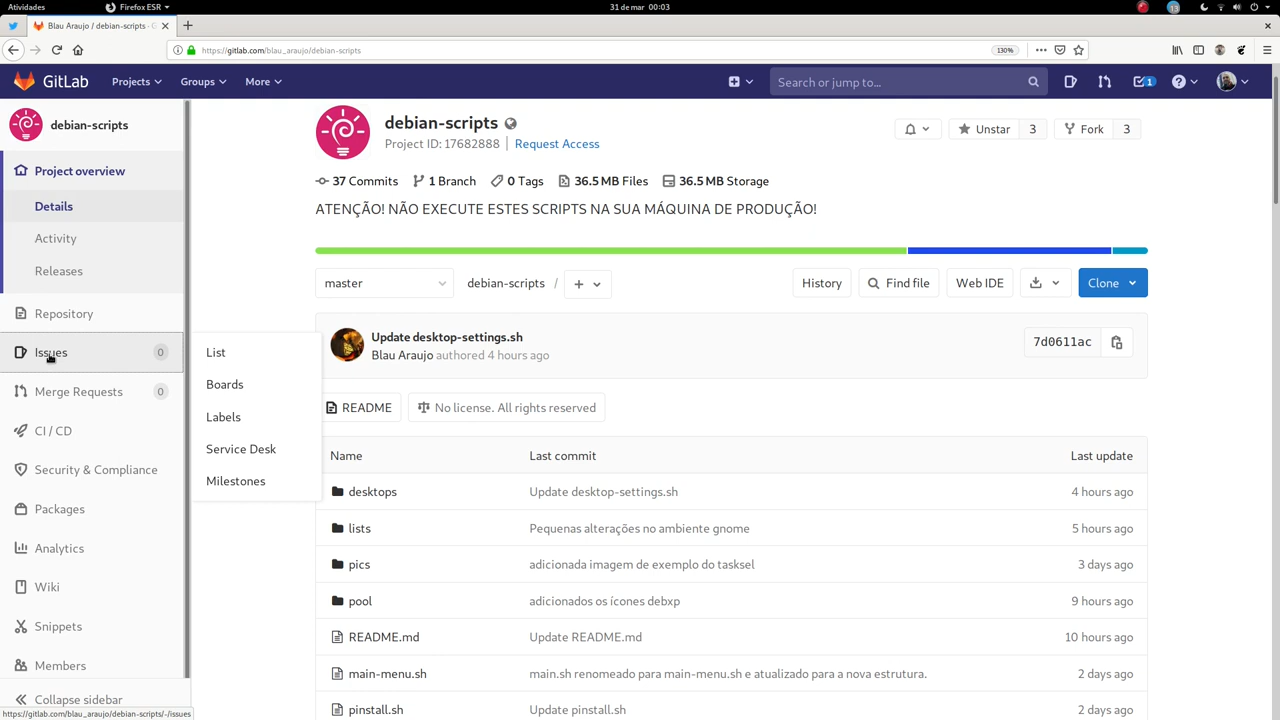 Atividades
Firefox ESR
31 de mar 00:03
Blau Araujo / debian-scripts · G
https://gitlab.com/blau_araujo/debian-scripts
130%
GitLab
Projects
Groups
More
Search or jump to...
1
debian-scripts
Project overview
Details
Activity
Releases
Repository
Issues 0
List
Boards
Labels
Service Desk
Milestones
Merge Requests 0
CI / CD
Security & Compliance
Packages
Analytics
Wiki
Snippets
Members
Collapse sidebar
https://gitlab.com/blau_araujo/debian-scripts/-/issues
debian-scripts
Project ID: 17682888 | Request Access
Unstar 3
Fork 3
37 Commits
1 Branch
0 Tags
36.5 MB Files
36.5 MB Storage
ATENÇÃO! NÃO EXECUTE ESTES SCRIPTS NA SUA MÁQUINA DE PRODUÇÃO!
master
debian-scripts /
+
History
Find file
Web IDE
Clone
Update desktop-settings.sh
Blau Araujo authored 4 hours ago
7d0611ac
README
No license. All rights reserved
Name Last commit Last update
desktops Update desktop-settings.sh 4 hours ago
lists Pequenas alterações no ambiente gnome 5 hours ago
pics adicionada imagem de exemplo do tasksel 3 days ago
pool adicionados os ícones debxp 9 hours ago
README.md Update README.md 10 hours ago
main-menu.sh main.sh renomeado para main-menu.sh e atualizado para a nova estrutura. 2 days ago
pinstall.sh Update pinstall.sh 2 days ago